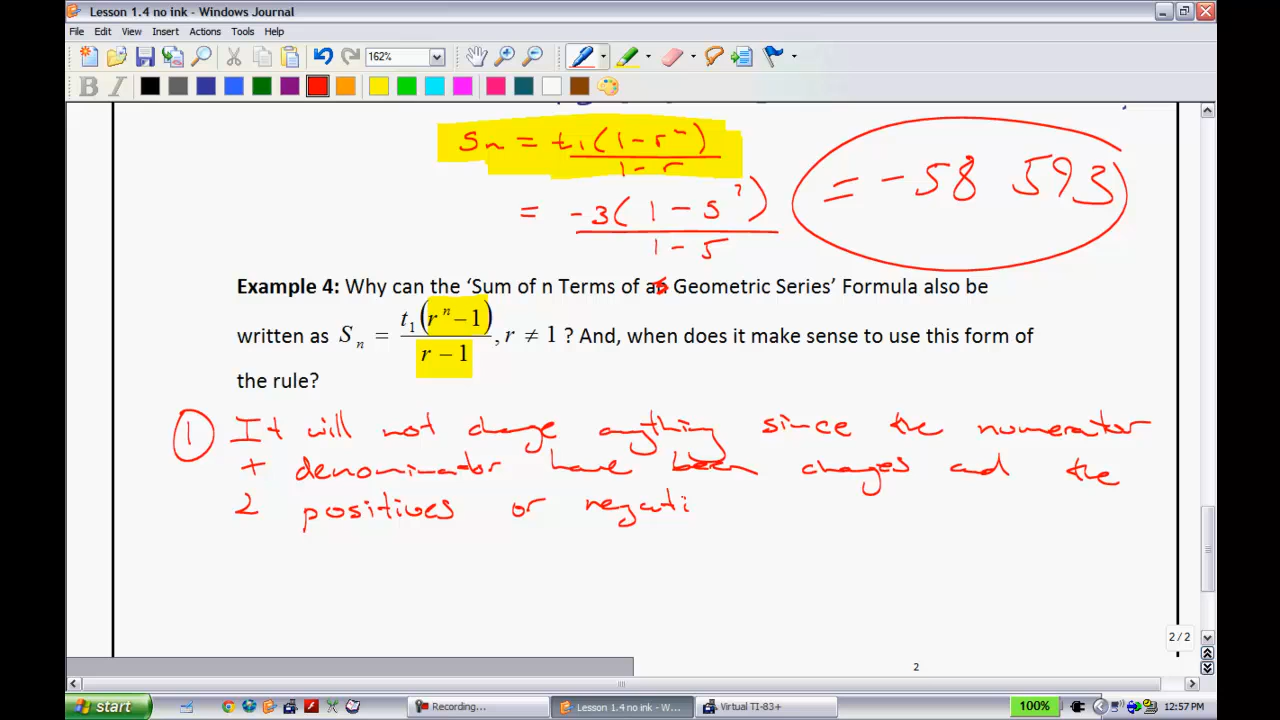 Lesson 1.4 no ink - Windows Journal
File Edit View Insert Actions Tools Help
162%
B I
Sn = t1(1-r^n)
1-r
= -3(1-5^7)
1-5
= -58 593
Example 4: Why can the ‘Sum of n Terms of an Geometric Series’ Formula also be
written as S_n = t_1(r^n-1) / r-1, r ≠ 1 ? And, when does it make sense to use this form of
the rule?
① It will not change anything since the numerator
+ denominator have been changes and the
2 positives or negati
2/2
2
start Recording... Lesson 1.4 no ink - W... Virtual TI-83+ 100% 12:57 PM